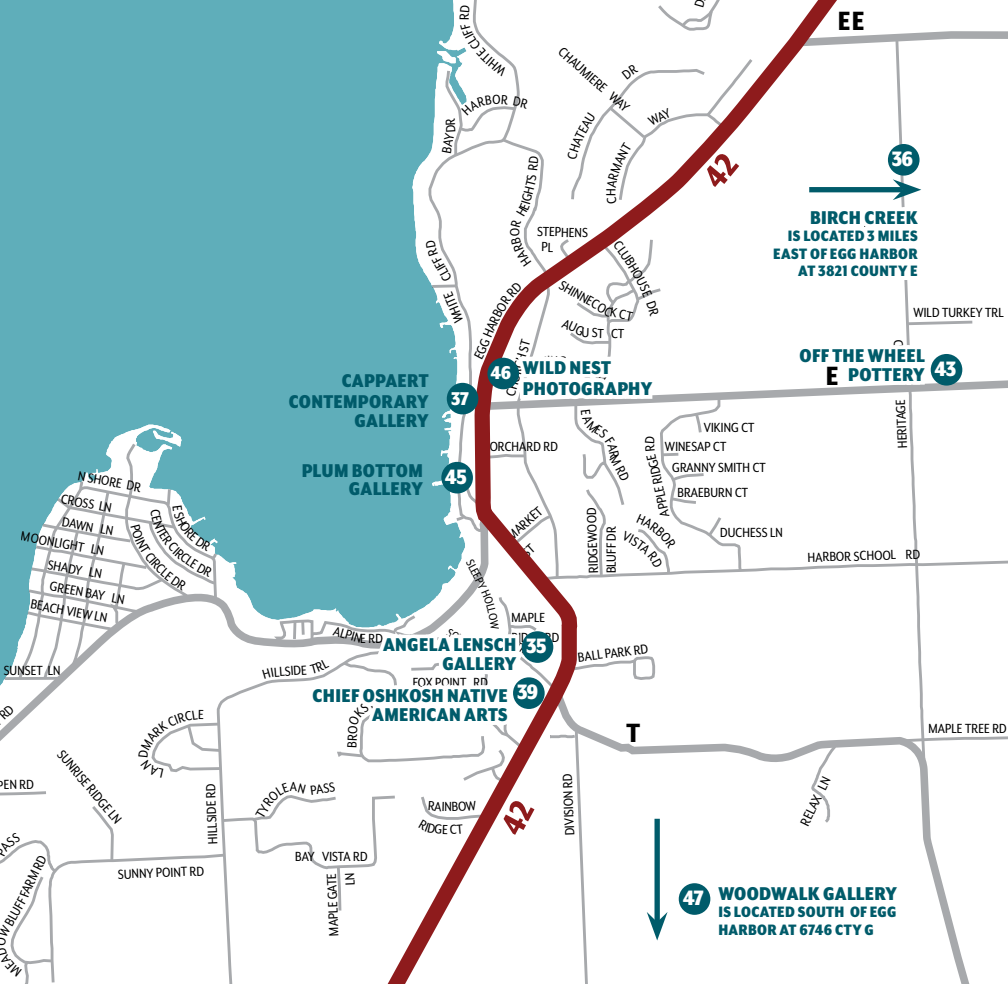 WHITE CLIFF RD
EE
CHAUMIERE
DR
WAY
HARBOR DR
BAY DR
CHATEAU
WAY
CHARMANT
42
36
BIRCH CREEK
IS LOCATED 3 MILES
EAST OF EGG HARBOR
AT 3821 COUNTY E
HARBOR HEIGHTS RD
STEPHENS
PL
CLUBHOUSE DR
WHITE CLIFF RD
EGG HARBOR RD
SHINNECOCK CT
AUGUST CT
WILD TURKEY TRL
OFF THE WHEEL
POTTERY
43
E
46
WILD NEST
PHOTOGRAPHY
CAPPAERT
CONTEMPORARY
GALLERY
37
HERITAGE
EAMES FARM RD
VIKING CT
ORCHARD RD
WINESAP CT
APPLE RIDGE RD
GRANNY SMITH CT
BRAEBURN CT
PLUM BOTTOM
GALLERY
45
N SHORE DR
CROSS LN
DAWN LN
MOONLIGHT LN
SHADY LN
GREEN BAY LN
BEACH VIEW LN
E SHORE DR
CENTER CIRCLE DR
POINT CIRCLE DR
MARKET
ST
RIDGEWOOD
BLUFF DR
HARBOR
VISTA RD
DUCHESS LN
HARBOR SCHOOL RD
SLEEPY HOLLOW
MAPLE
RD
ALPINE RD
ANGELA LENSCH
GALLERY
35
BALL PARK RD
SUNSET LN
HILLSIDE TRL
FOX POINT RD
CHIEF OSHKOSH NATIVE
AMERICAN ARTS
39
RD
LANDMARK CIRCLE
BROOKS
T
MAPLE TREE RD
SUNRISE RIDGE LN
PEN RD
HILLSIDE RD
TYROLEAN PASS
RAINBOW
RIDGE CT
42
DIVISION RD
RELAX LN
PASS
BAY VISTA RD
SUNNY POINT RD
MAPLE GATE
LN
MEADOW BLUFF FARM RD
47
WOODWALK GALLERY
IS LOCATED SOUTH OF EGG
HARBOR AT 6746 CTY G